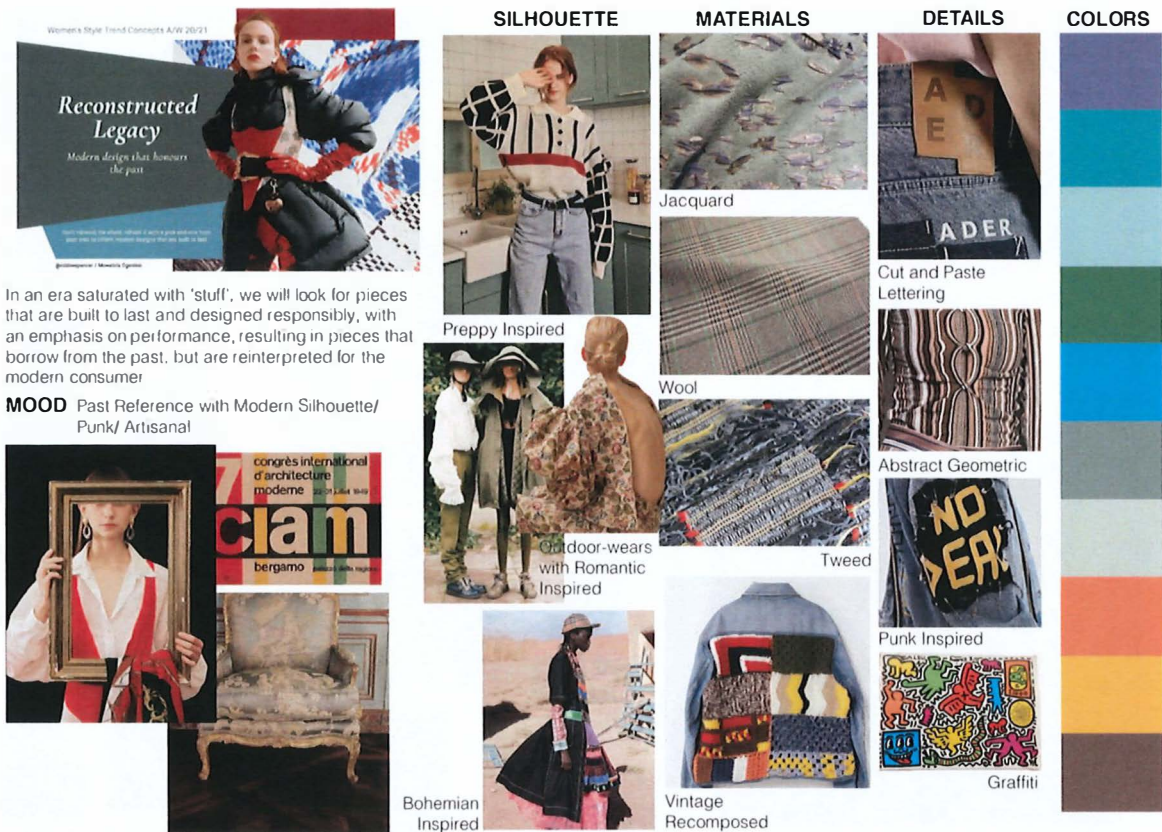 Women's Style Trend Concepts A/W 20/21
Reconstructed
Legacy
Modern design that honours
the past
In an era saturated with 'stuff', we will look for pieces
that are built to last and designed responsibly, with
an emphasis on performance, resulting in pieces that
borrow from the past, but are reinterpreted for the
modern consumer
MOOD Past Reference with Modern Silhouette/
Punk/ Artisanal
7
congrès international
d'architecture
moderne
ciam
bergamo
SILHOUETTE
Preppy Inspired
Outdoor-wears
with Romantic
Inspired
Bohemian
Inspired
MATERIALS
Jacquard
Wool
Tweed
Vintage
Recomposed
DETAILS
A
D
E
ADER
Cut and Paste
Lettering
Abstract Geometric
NO
Punk Inspired
Graffiti
COLORS